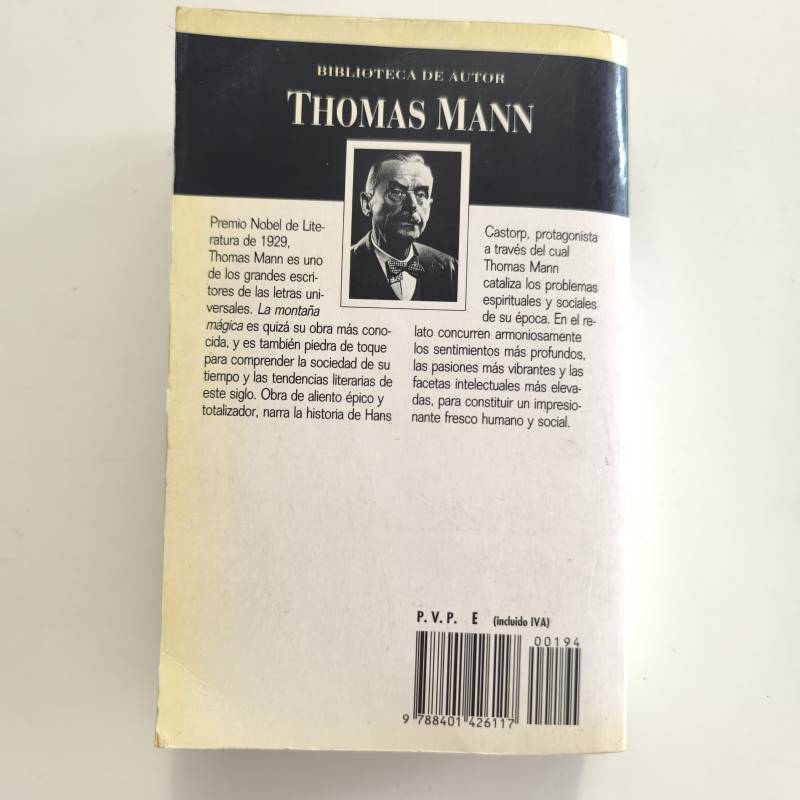 BIBLIOTECA DE AUTOR
THOMAS MANN
Premio Nobel de Lite-
ratura de 1929,
Thomas Mann es uno
de los grandes escri-
tores de las letras uni-
versales. La montaña
mágica es quizá su obra más cono-
cida, y es también piedra de toque
para comprender la sociedad de su
tiempo y las tendencias literarias de
este siglo. Obra de aliento épico y
totalizador, narra la historia de Hans
Castorp, protagonista
a través del cual
Thomas Mann
cataliza los problemas
espirituales y sociales
de su época. En el re-
lato concurren armoniosamente
los sentimientos más profundos,
las pasiones más vibrantes y las
facetas intelectuales más eleva-
das, para constituir un impresio-
nante fresco humano y social.
P.V.P. E (incluido IVA)
00194
9 788401 426117